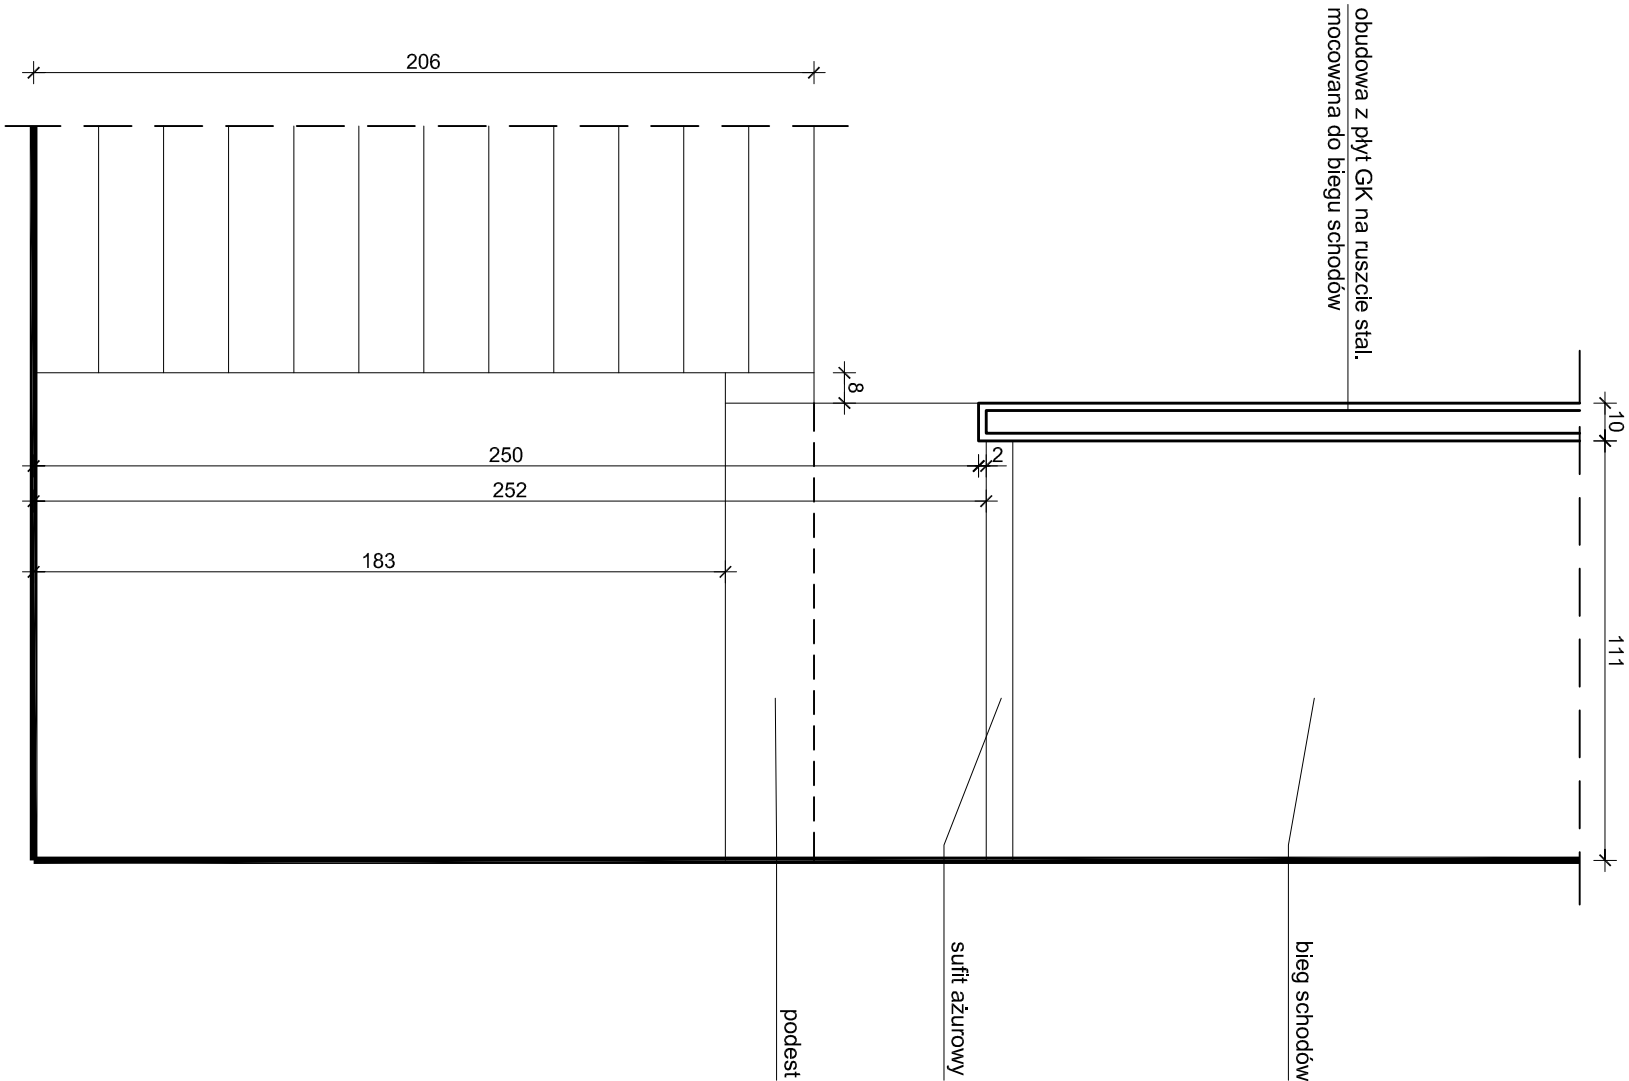 obudowa z płyt GK na ruszcie stal.
mocowana do biegu schodów
206
8
10
250
2
252
183
111
bieg schodów
sufit ażurowy
podest